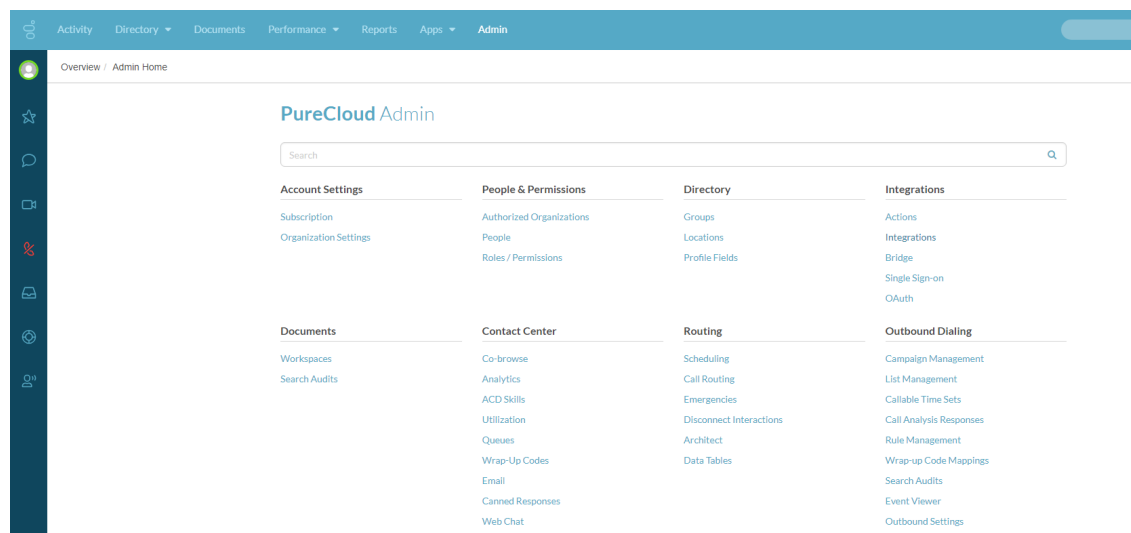 Activity Directory Documents Performance Reports Apps Admin
Overview / Admin Home
PureCloud Admin
Search
Account Settings
Subscription
Organization Settings
People & Permissions
Authorized Organizations
People
Roles / Permissions
Directory
Groups
Locations
Profile Fields
Integrations
Actions
Integrations
Bridge
Single Sign-on
OAuth
Documents
Workspaces
Search Audits
Contact Center
Co-browse
Analytics
ACD Skills
Utilization
Queues
Wrap-Up Codes
Email
Canned Responses
Web Chat
Routing
Scheduling
Call Routing
Emergencies
Disconnect Interactions
Architect
Data Tables
Outbound Dialing
Campaign Management
List Management
Callable Time Sets
Call Analysis Responses
Rule Management
Wrap-up Code Mappings
Search Audits
Event Viewer
Outbound Settings